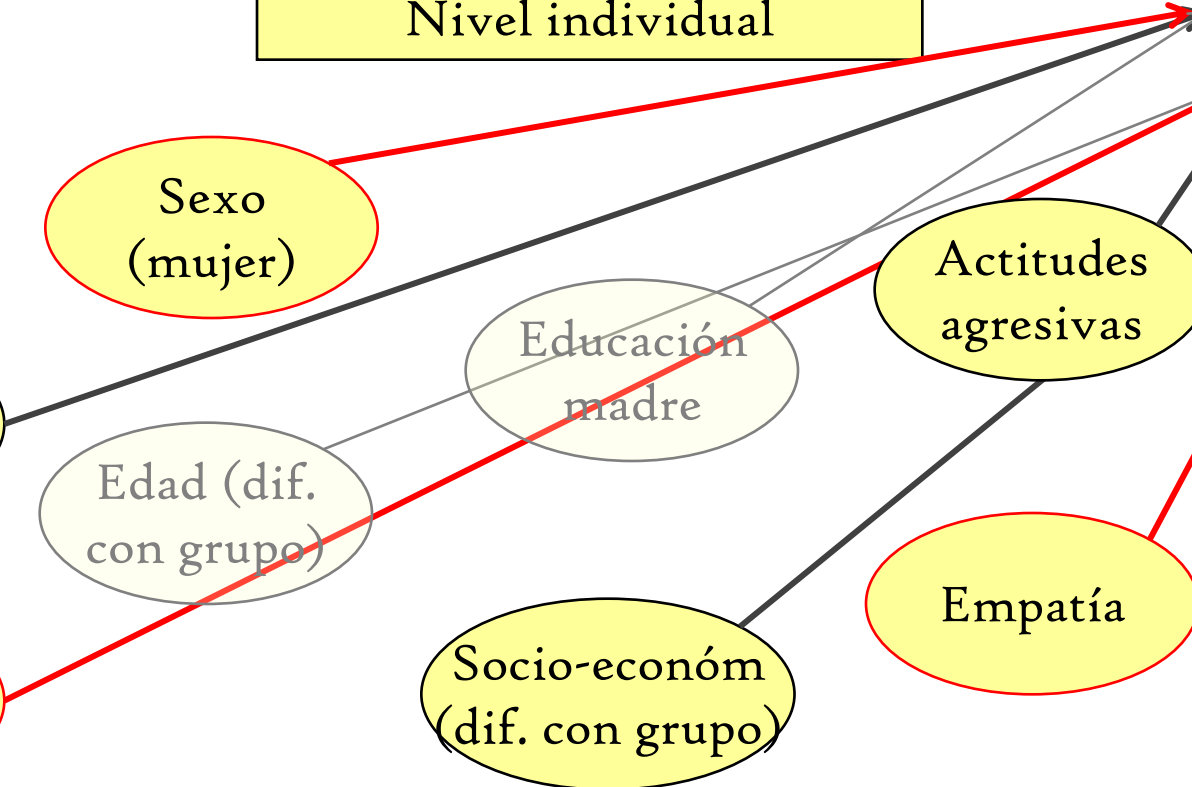 Nivel individual
Sexo
(mujer)
Actitudes
agresivas
Educación
madre
Edad (dif.
con grupo)
Empatía
Socio-económ
(dif. con grupo)